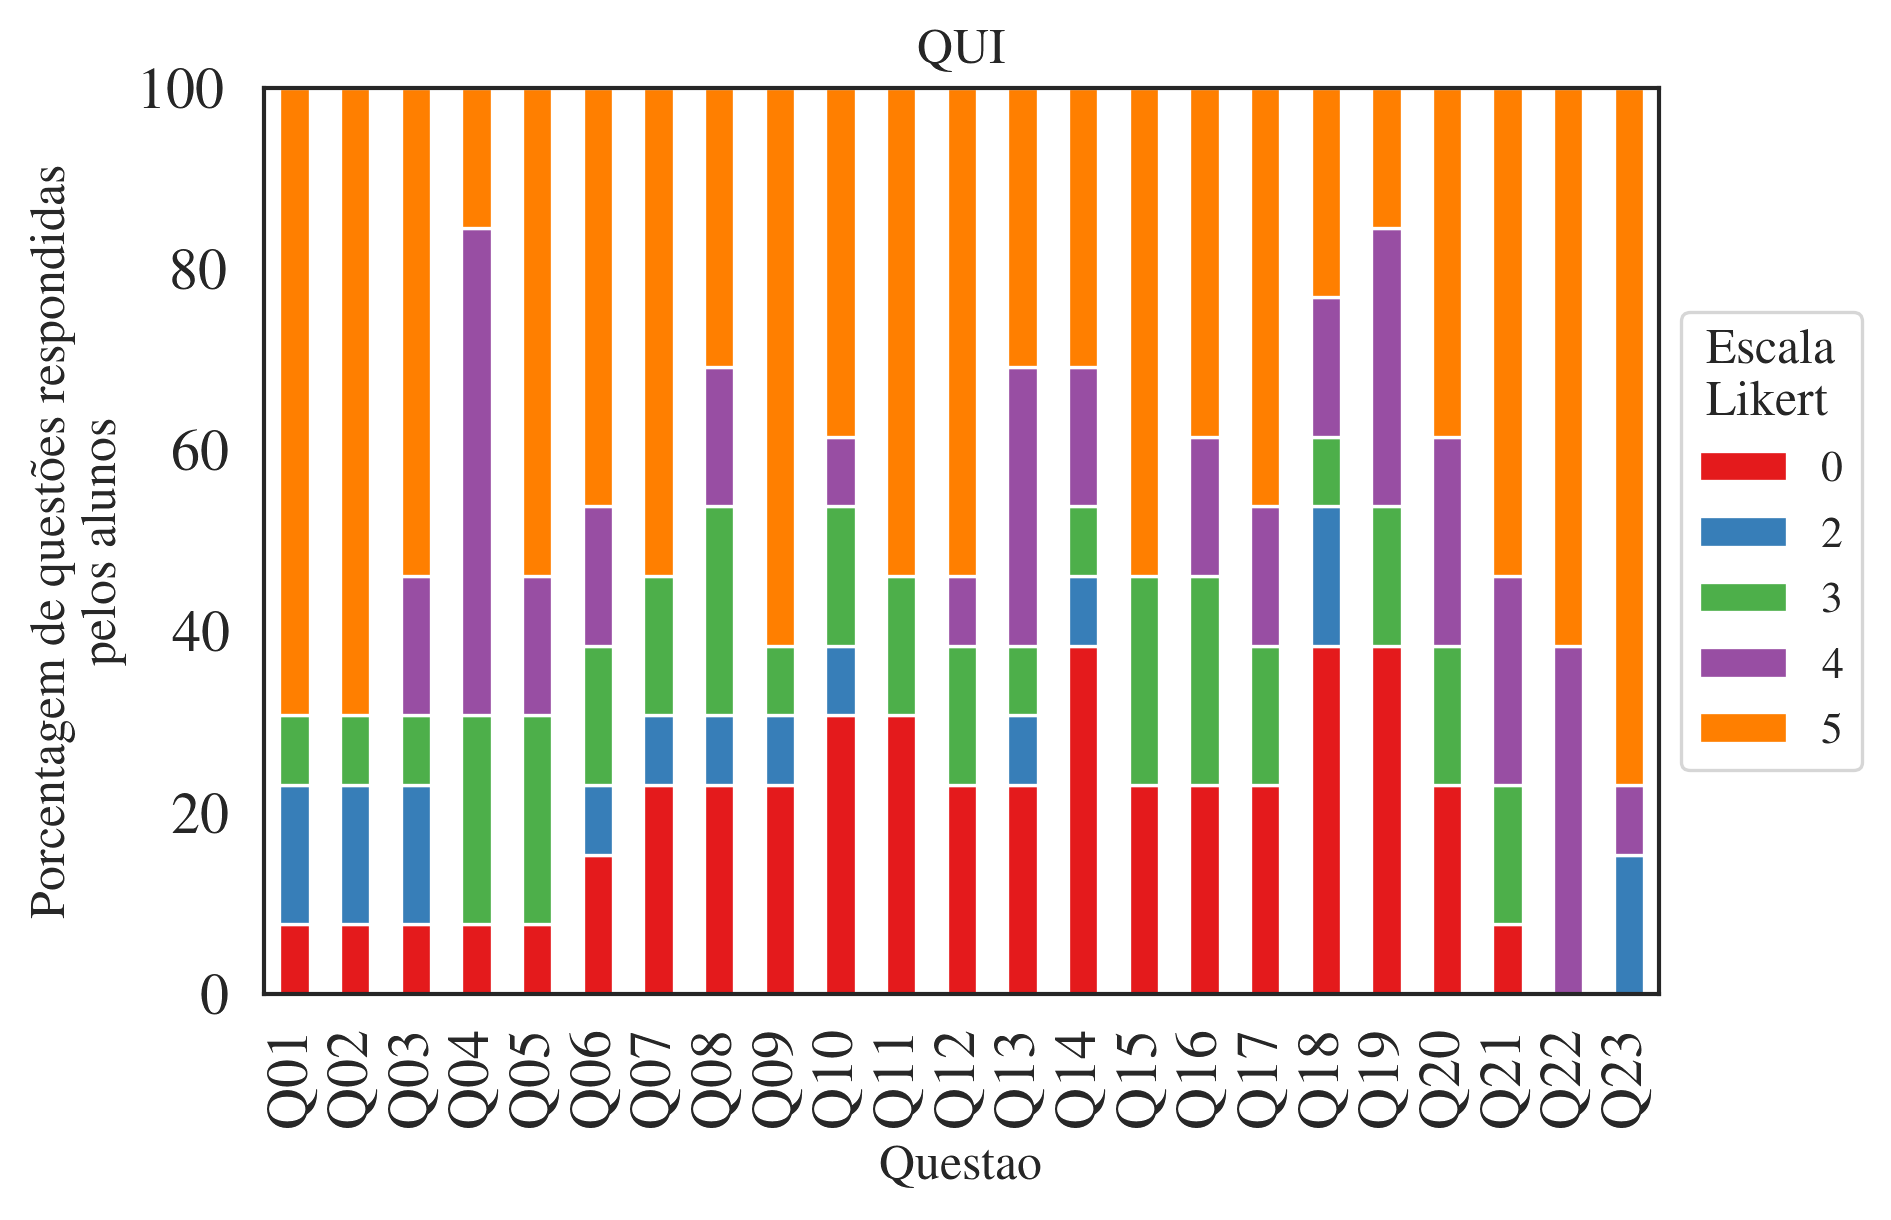 QUI
100
80
60
40
20
0
Porcentagem de questões respondidas
pelos alunos
Q01
Q02
Q03
Q04
Q05
Q06
Q07
Q08
Q09
Q10
Q11
Q12
Q13
Q14
Q15
Q16
Q17
Q18
Q19
Q20
Q21
Q22
Q23
Questao
Escala
Likert
0
2
3
4
5